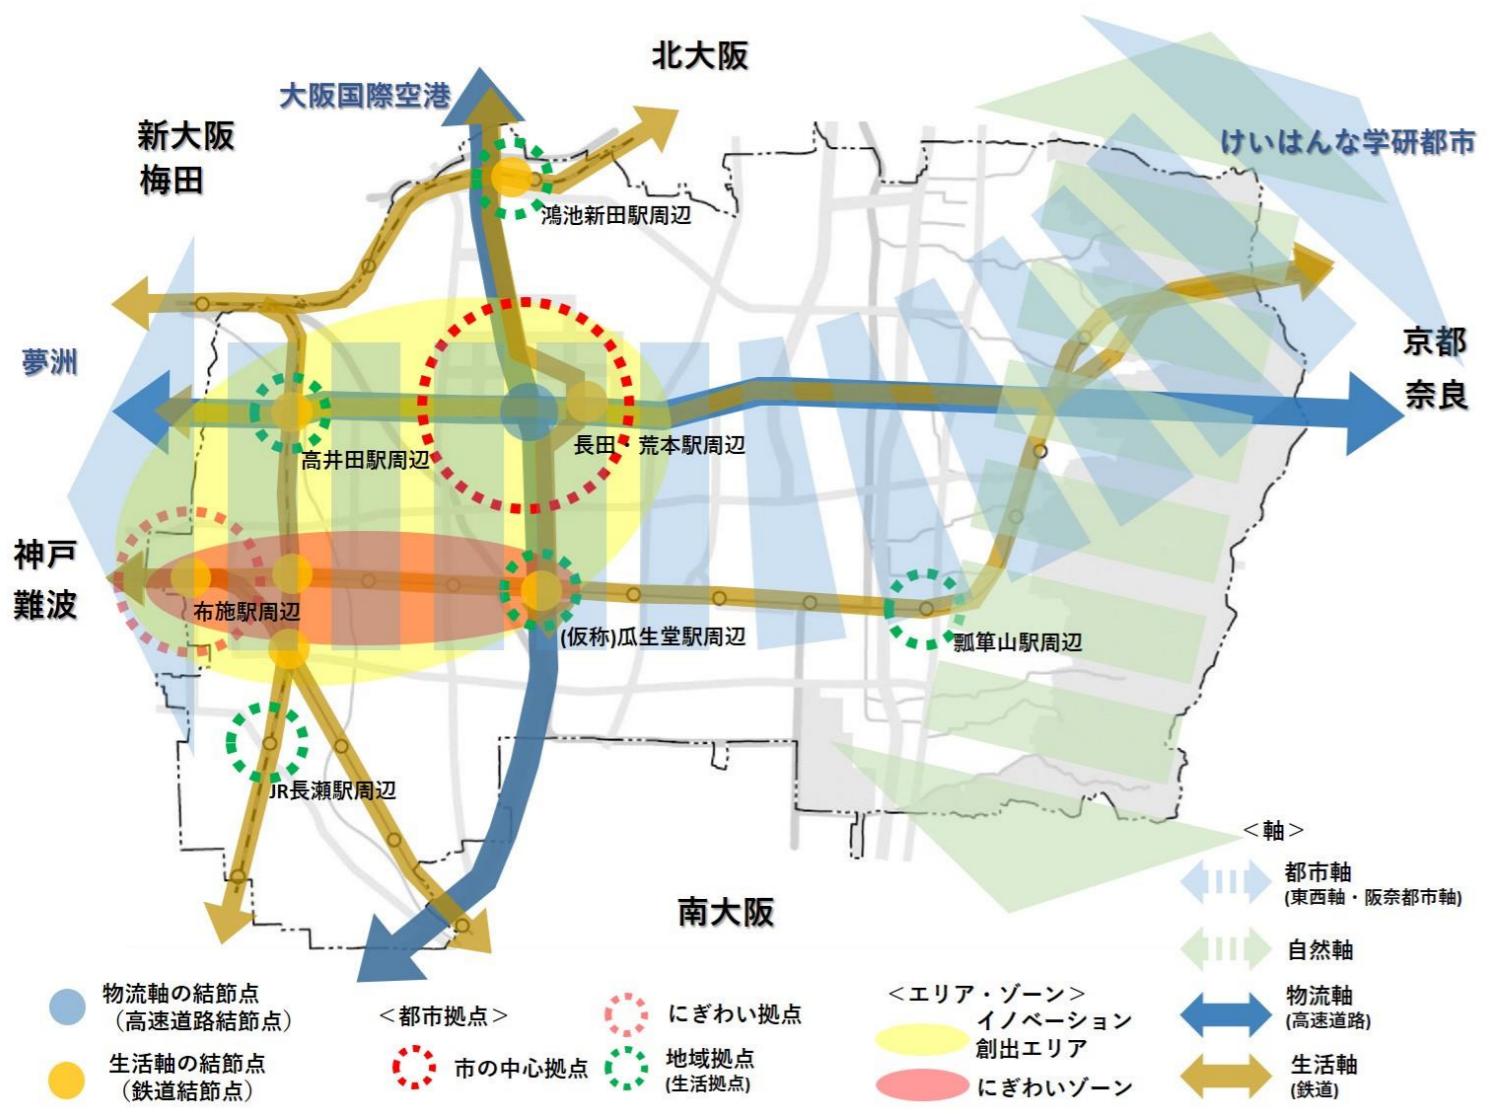 北大阪
大阪国際空港
新大阪
梅田
けいはんな学研都市
鴻池新田駅周辺
夢洲
京都
奈良
高井田駅周辺
長田・荒本駅周辺
神戸
難波
布施駅周辺
(仮称)瓜生堂駅周辺
瓢箪山駅周辺
JR長瀬駅周辺
南大阪
＜軸＞
都市軸
(東西軸・阪奈都市軸)
自然軸
物流軸
(高速道路)
生活軸
(鉄道)
物流軸の結節点
（高速道路結節点）
生活軸の結節点
（鉄道結節点）
＜都市拠点＞
市の中心拠点
にぎわい拠点
地域拠点
(生活拠点)
＜エリア・ゾーン＞
イノベーション
創出エリア
にぎわいゾーン